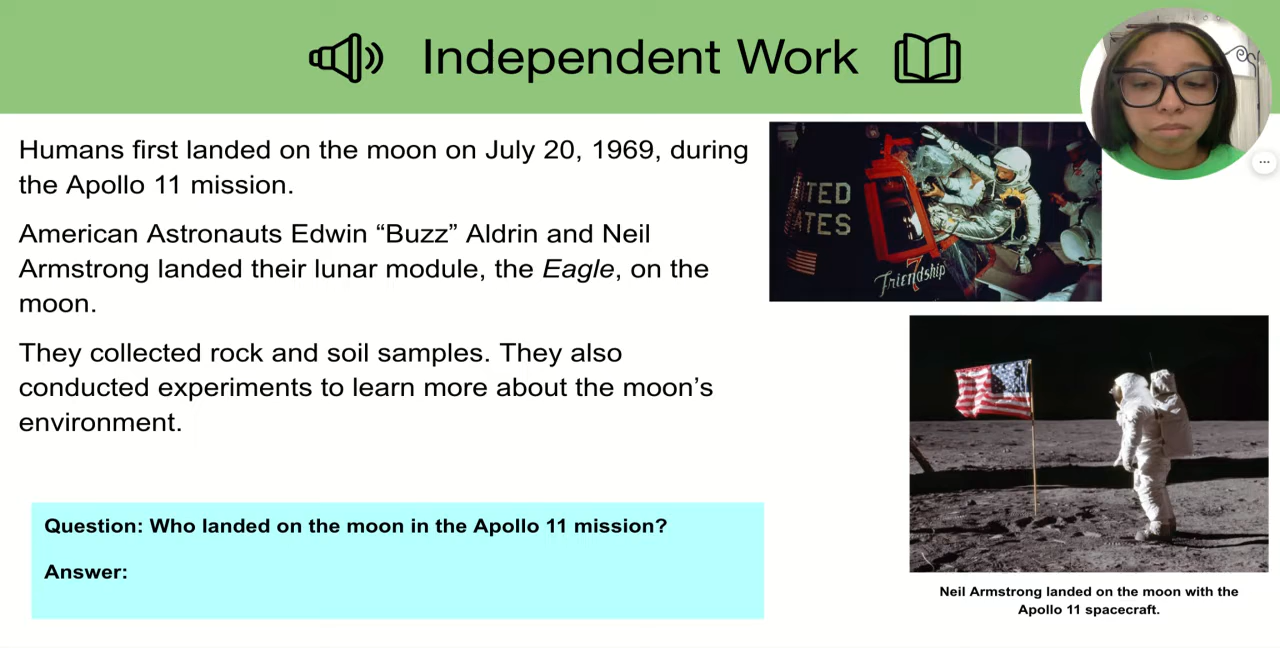 Independent Work
Humans first landed on the moon on July 20, 1969, during
the Apollo 11 mission.
American Astronauts Edwin “Buzz” Aldrin and Neil
Armstrong landed their lunar module, the Eagle, on the
moon.
They collected rock and soil samples. They also
conducted experiments to learn more about the moon’s
environment.
TED
ATES
Friendship
7
Question: Who landed on the moon in the Apollo 11 mission?
Answer:
Neil Armstrong landed on the moon with the
Apollo 11 spacecraft.